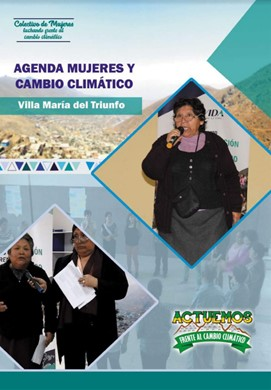 Colectivo de Mujeres
luchando frente al
cambio climático
AGENDA MUJERES Y
CAMBIO CLIMÁTICO
Villa María del Triunfo
ACTUEMOS
FRENTE AL CAMBIO CLIMÁTICO